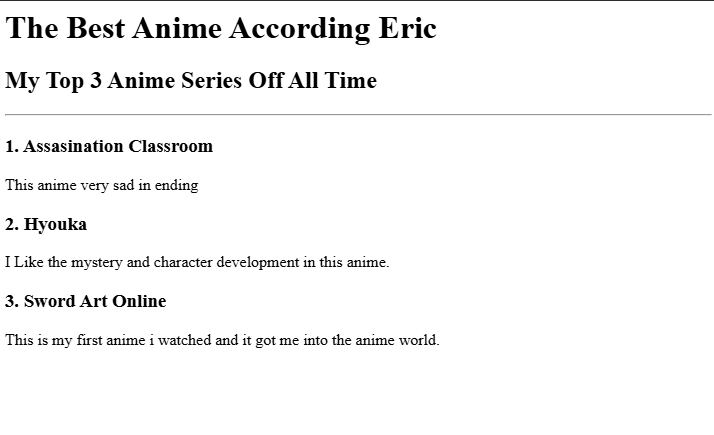 The Best Anime According Eric
My Top 3 Anime Series Off All Time
1. Assasination Classroom
This anime very sad in ending
2. Hyouka
I Like the mystery and character development in this anime.
3. Sword Art Online
This is my first anime i watched and it got me into the anime world.